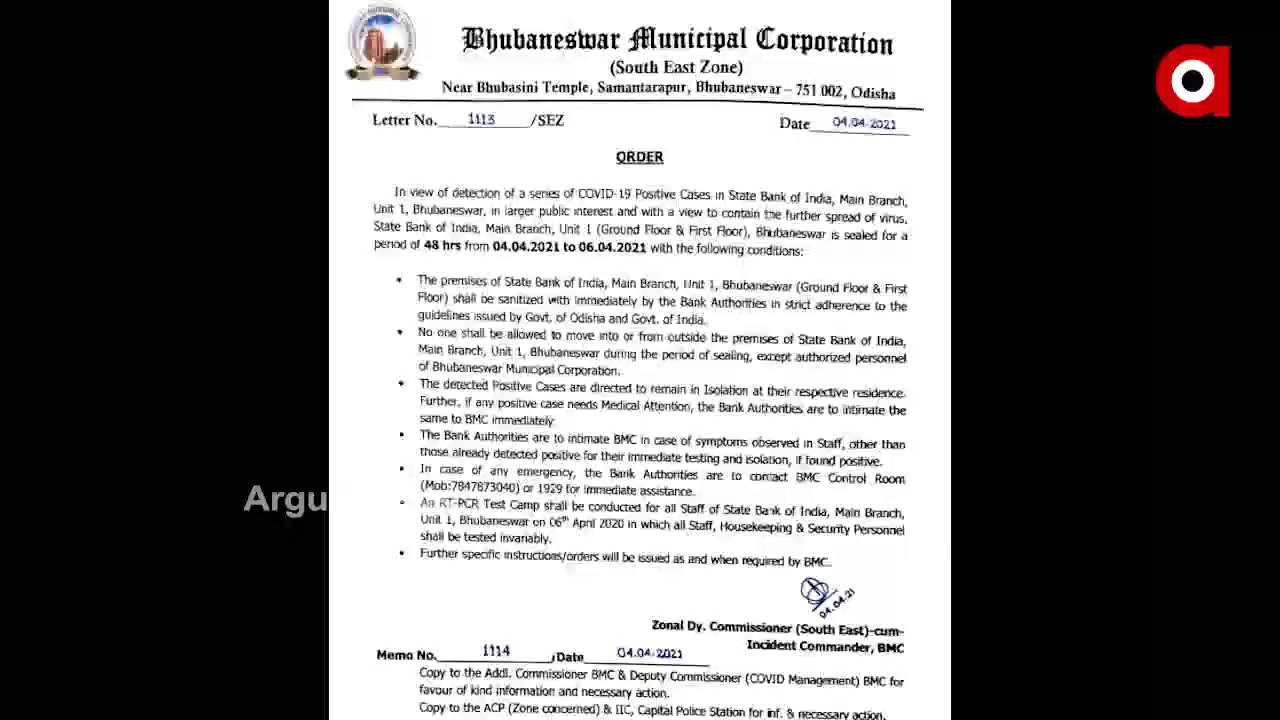 Bhubaneswar Municipal Corporation
(South East Zone)
Near Bhubasini Temple, Samantarapur, Bhubaneswar – 751 002, Odisha
Letter No. 1113 /SEZ Date 04.04.2021
ORDER
In view of detection of a series of COVID-19 Positive Cases in State Bank of India, Main Branch,
Unit 1, Bhubaneswar, in larger public interest and with a view to contain the further spread of virus,
State Bank of India, Main Branch, Unit 1 (Ground Floor & First Floor), Bhubaneswar is sealed for a
period of 48 hrs from 04.04.2021 to 06.04.2021 with the following conditions:
• The premises of State Bank of India, Main Branch, Unit 1, Bhubaneswar (Ground Floor & First
Floor) shall be sanitized with immediately by the Bank Authorities in strict adherence to the
guidelines issued by Govt. of Odisha and Govt. of India.
• No one shall be allowed to move into or from outside the premises of State Bank of India,
Main Branch, Unit 1, Bhubaneswar during the period of sealing, except authorized personnel
of Bhubaneswar Municipal Corporation.
• The detected Positive Cases are directed to remain in Isolation at their respective residence.
Further, if any positive case needs Medical Attention, the Bank Authorities are to intimate the
same to BMC immediately.
• The Bank Authorities are to intimate BMC in case of symptoms observed in Staff, other than
those already detected positive for their immediate testing and isolation, if found positive.
• In case of any emergency, the Bank Authorities are to contact BMC Control Room
(Mob:7847873040) or 1929 for immediate assistance.
• An RT-PCR Test Camp shall be conducted for all Staff of State Bank of India, Main Branch,
Unit 1, Bhubaneswar on 06th April 2020 in which all Staff, Housekeeping & Security Personnel
shall be tested invariably.
• Further specific instructions/orders will be issued as and when required by BMC.
04.04.21
Zonal Dy. Commissioner (South East)-cum-
Incident Commander, BMC
Memo No. 1114 /Date 04.04.2021
Copy to the Addl. Commissioner BMC & Deputy Commissioner (COVID Management) BMC for
favour of kind information and necessary action.
Copy to the ACP (Zone concerned) & IIC, Capital Police Station for inf. & necessary action.
Argu
a